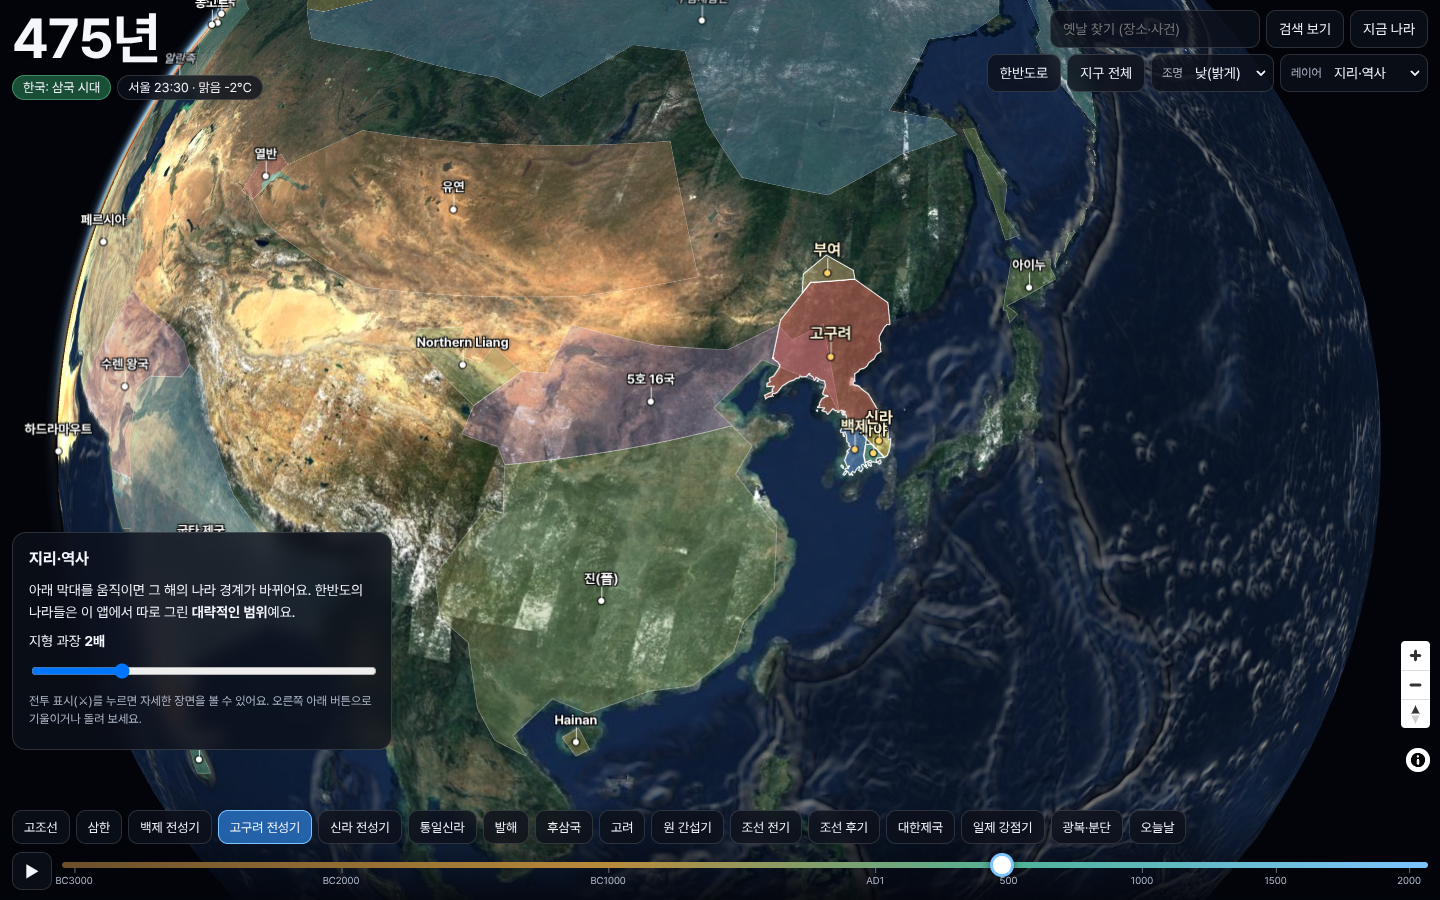 475년
한국: 삼국 시대
서울 23:30 · 맑음 -2°C
옛날 찾기 (장소·사건)
검색 보기
지금 나라
한반도로
지구 전체
조명 낮(밝게)
레이어 지리·역사
알란족
열반
유연
페르시아
부여
아이누
고구려
Northern Liang
수렌 왕국
5호 16국
신라
백제
가야
하드라마우트
굽타 제국
진(晉)
Hainan
지리·역사
아래 막대를 움직이면 그 해의 나라 경계가 바뀌어요. 한반도의
나라들은 이 앱에서 따로 그린 대략적인 범위예요.
지형 과장 2배
전투 표시(⚔)를 누르면 자세한 장면을 볼 수 있어요. 오른쪽 아래 버튼으로
기울이거나 돌려 보세요.
고조선
삼한
백제 전성기
고구려 전성기
신라 전성기
통일신라
발해
후삼국
고려
원 간섭기
조선 전기
조선 후기
대한제국
일제 강점기
광복·분단
오늘날
BC3000
BC2000
BC1000
AD1
500
1000
1500
2000